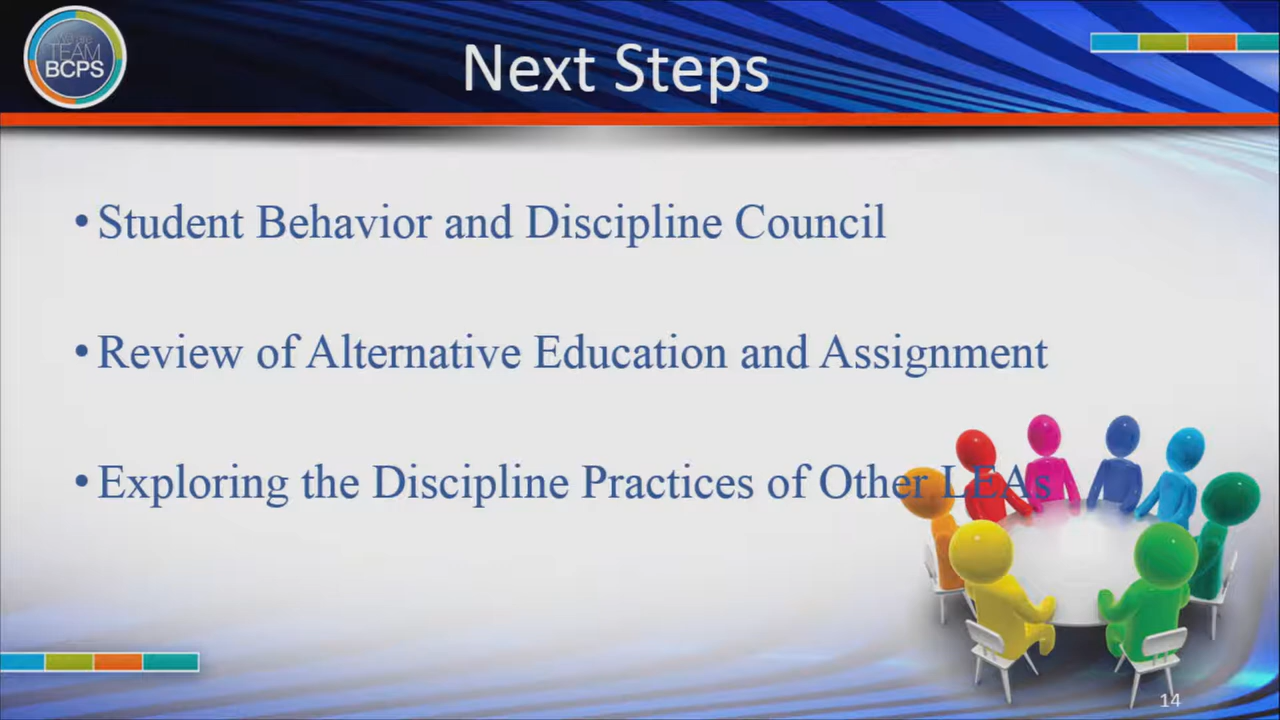 TEAM
BCPS
Next Steps
• Student Behavior and Discipline Council
• Review of Alternative Education and Assignment
• Exploring the Discipline Practices of Other LEAs
14